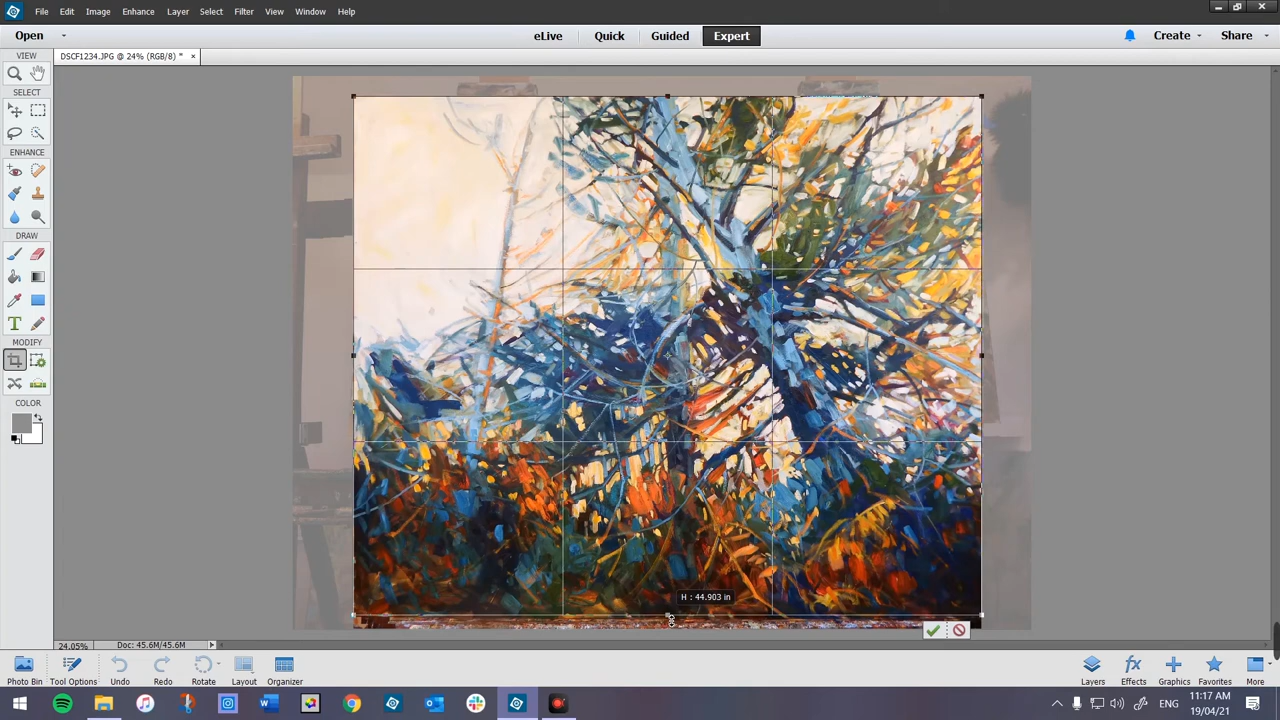 File Edit Image Enhance Layer Select Filter View Window Help
Open eLive Quick Guided Expert Create Share
DSCF1234.JPG @ 24% (RGB/8) * ×
VIEW
SELECT
ENHANCE
DRAW
T
MODIFY
COLOR
H : 44.903 in
24.05% Doc: 45.6M/45.6M
Photo Bin Tool Options Undo Redo Rotate Layout Organizer Layers Effects Graphics Favorites More
ENG 11:17 AM
19/04/21